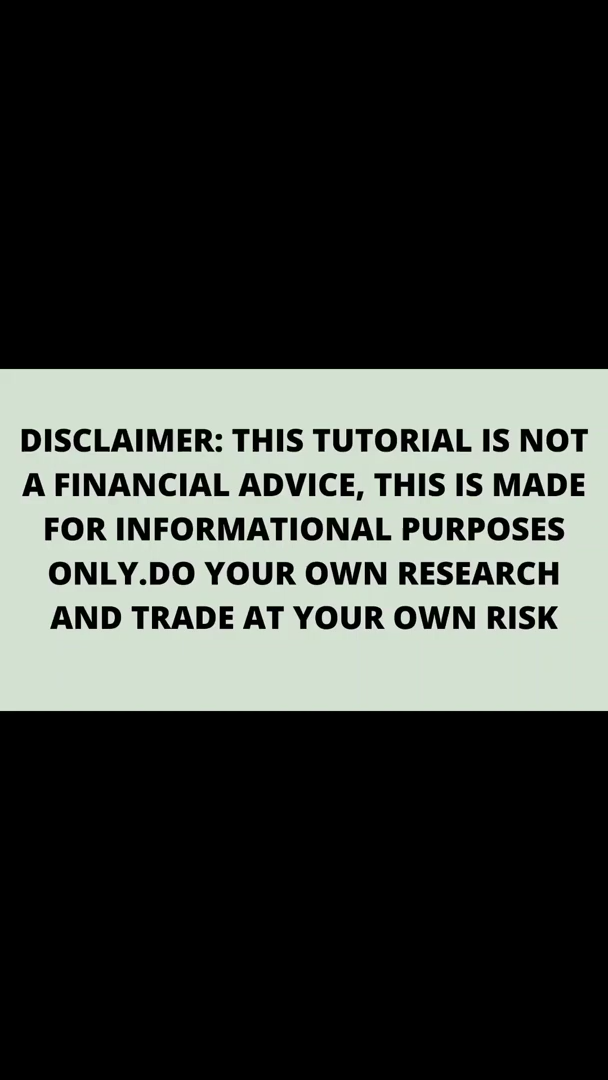 DISCLAIMER: THIS TUTORIAL IS NOT
A FINANCIAL ADVICE, THIS IS MADE
FOR INFORMATIONAL PURPOSES
ONLY.DO YOUR OWN RESEARCH
AND TRADE AT YOUR OWN RISK